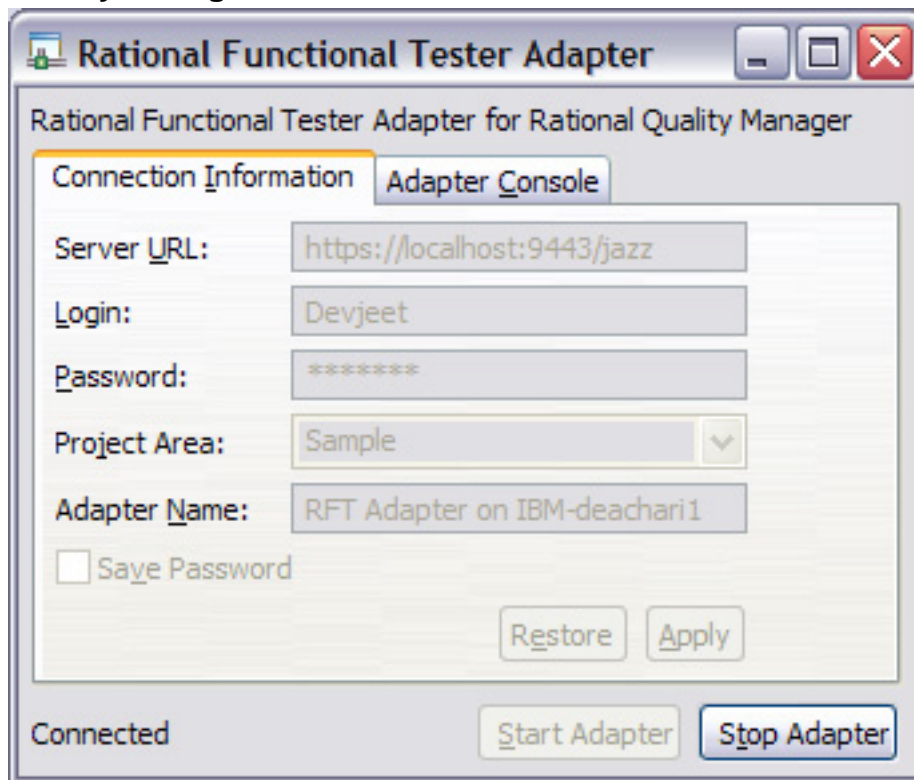 Rational Functional Tester Adapter
Rational Functional Tester Adapter for Rational Quality Manager
Connection Information Adapter Console
Server URL: https://localhost:9443/jazz
Login: Devjeet
Password: *******
Project Area: Sample
Adapter Name: RFT Adapter on IBM-deachari1
Save Password
Restore Apply
Connected Start Adapter Stop Adapter